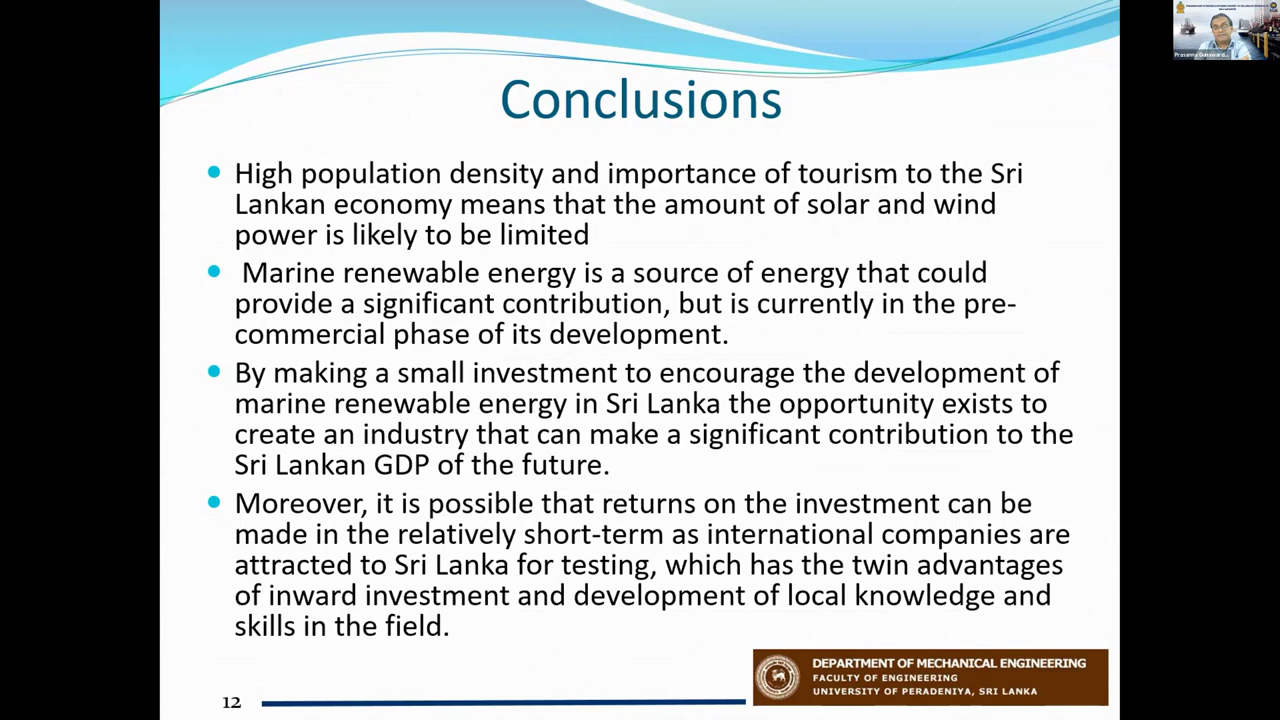 Conclusions
High population density and importance of tourism to the Sri
Lankan economy means that the amount of solar and wind
power is likely to be limited
Marine renewable energy is a source of energy that could
provide a significant contribution, but is currently in the pre-
commercial phase of its development.
By making a small investment to encourage the development of
marine renewable energy in Sri Lanka the opportunity exists to
create an industry that can make a significant contribution to the
Sri Lankan GDP of the future.
Moreover, it is possible that returns on the investment can be
made in the relatively short-term as international companies are
attracted to Sri Lanka for testing, which has the twin advantages
of inward investment and development of local knowledge and
skills in the field.
DEPARTMENT OF MECHANICAL ENGINEERING
FACULTY OF ENGINEERING
UNIVERSITY OF PERADENIYA, SRI LANKA
12